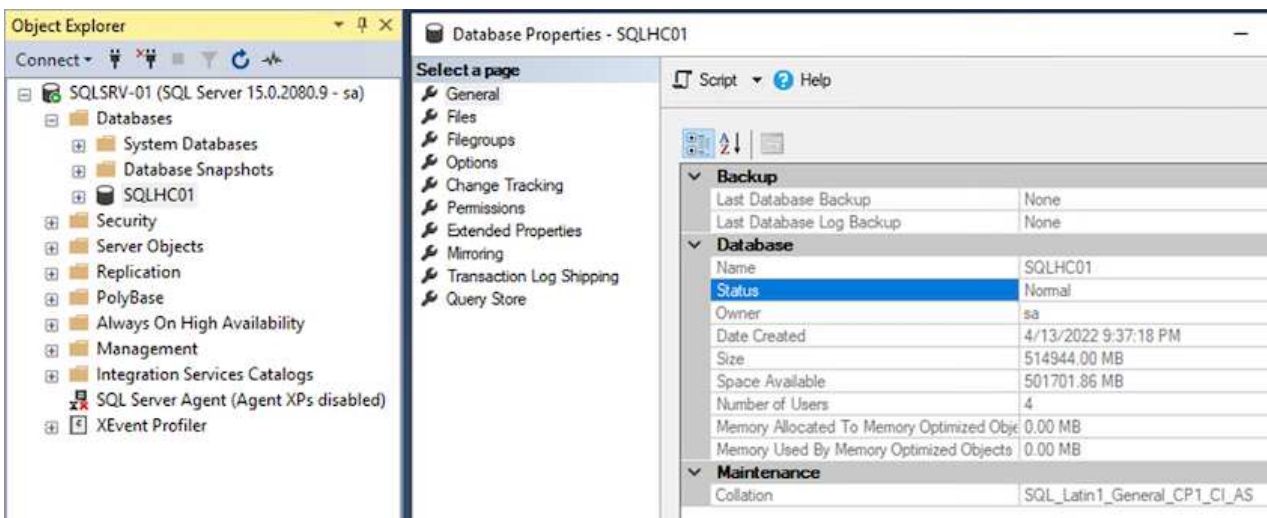 Object Explorer
Connect
SQLSRV-01 (SQL Server 15.0.2080.9 - sa)
Databases
System Databases
Database Snapshots
SQLHC01
Security
Server Objects
Replication
PolyBase
Always On High Availability
Management
Integration Services Catalogs
SQL Server Agent (Agent XPs disabled)
XEvent Profiler
Database Properties - SQLHC01
Select a page
General
Files
Filegroups
Options
Change Tracking
Permissions
Extended Properties
Mirroring
Transaction Log Shipping
Query Store
Script Help
Backup
Last Database Backup None
Last Database Log Backup None
Database
Name SQLHC01
Status Normal
Owner sa
Date Created 4/13/2022 9:37:18 PM
Size 514944.00 MB
Space Available 501701.86 MB
Number of Users 4
Memory Allocated To Memory Optimized Obje 0.00 MB
Memory Used By Memory Optimized Objects 0.00 MB
Maintenance
Collation SQL_Latin1_General_CP1_CI_AS